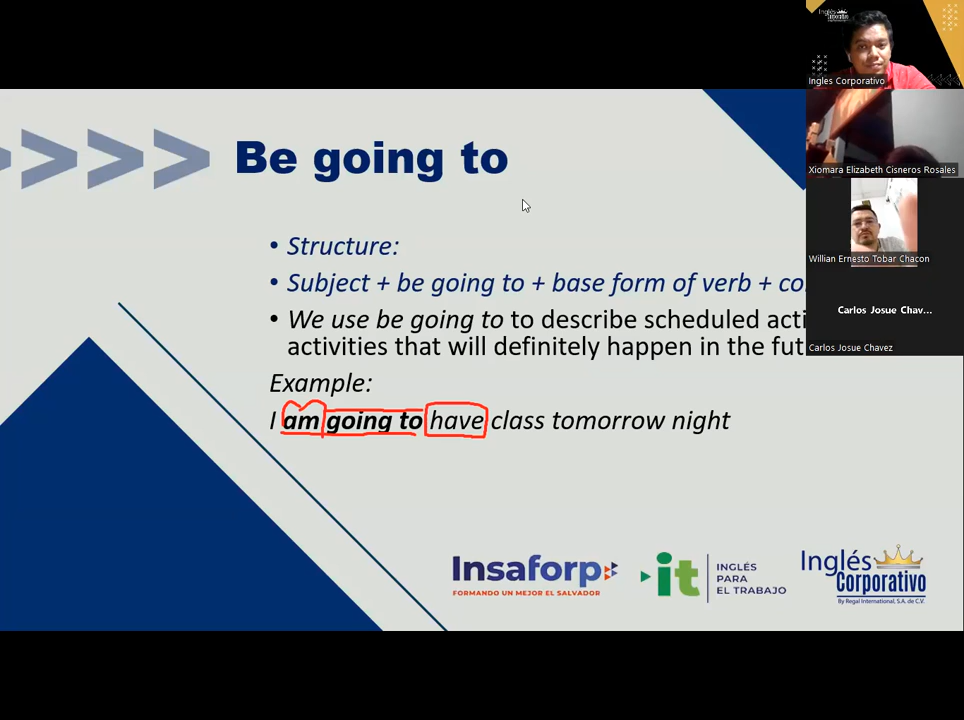 Inglés
Corporativo
Ingles Corporativo
Be going to
Xiomara Elizabeth Cisneros Rosales
• Structure:
• Subject + be going to + base form of verb +
Willian Ernesto Tobar Chacon
• We use be going to to describe scheduled
activities that will definitely happen in the
Carlos Josue Chav...
Carlos Josue Chavez
Example:
I am going to have class tomorrow night
Insaforp
FORMANDO UN MEJOR EL SALVADOR
it
INGLÉS
PARA
EL TRABAJO
Inglés
Corporativo
By Regal International, S.A. de C.V.